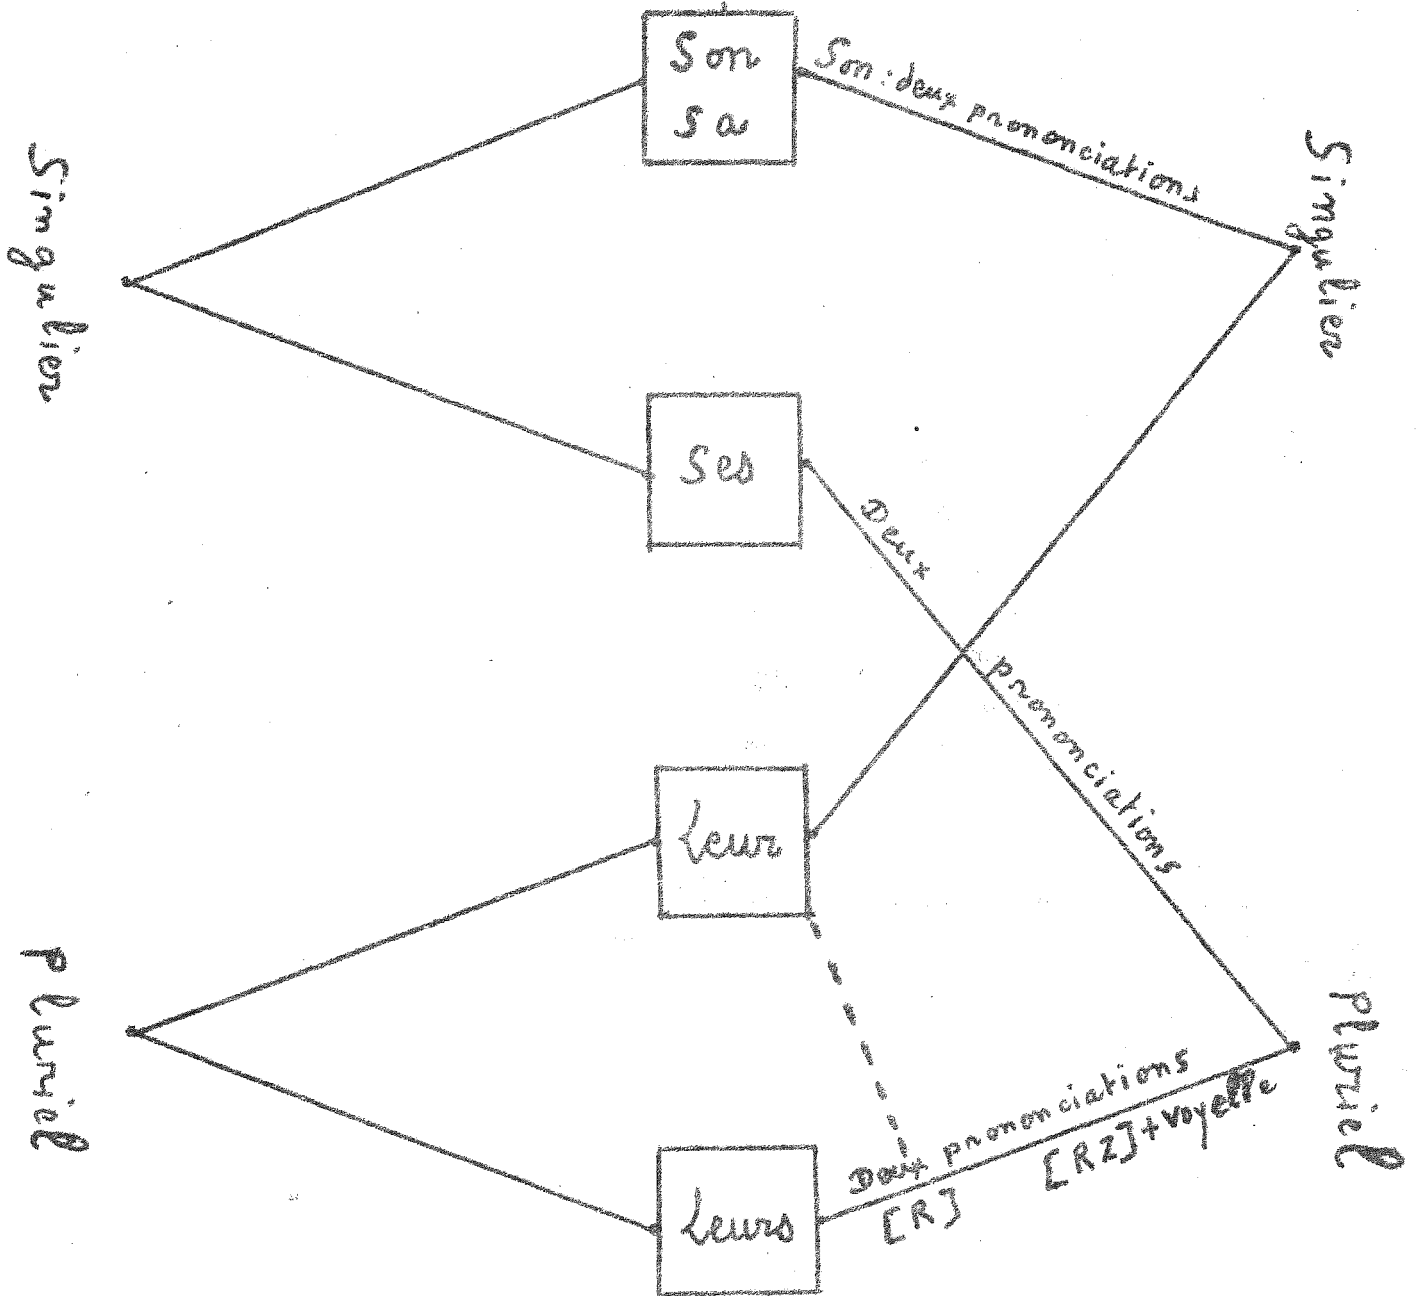 Son
sa
Son : deux prononciations
Singulier
Singulier
Ses
Deux prononciations
Leur
Pluriel
Pluriel
Deux prononciations
[R] [RZ] + voyelle
Leurs